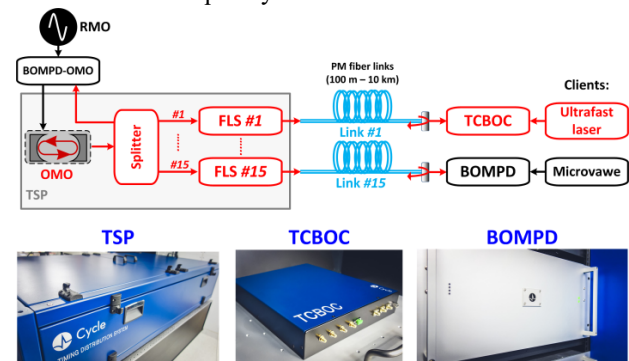 RMO
BOMPD-OMO
PM fiber links
(100 m – 10 km)
Clients:
#1
FLS #1
Link #1
TCBOC
Ultrafast
laser
OMO
Splitter
#15
FLS #15
Link #15
BOMPD
Microvawe
TSP
TSP
TCBOC
BOMPD
Cycle
TIMING DISTRIBUTION SYSTEM
Cycle
TCBOC